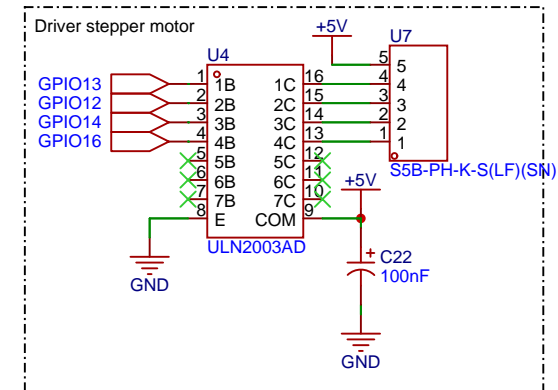 Driver stepper motor
+5V
U7
U4
GPIO13 1 1B 1C 16 4 4
GPIO12 2 2B 2C 15 3 3
GPIO14 3 3B 3C 14 2 2
GPIO16 4 4B 4C 13 1 1
5 5
5 5B 5C 12
6 6B 6C 11
7 7B 7C 10
8 E COM 9
S5B-PH-K-S(LF)(SN)
+5V
ULN2003AD
GND
+ C22
100nF
GND